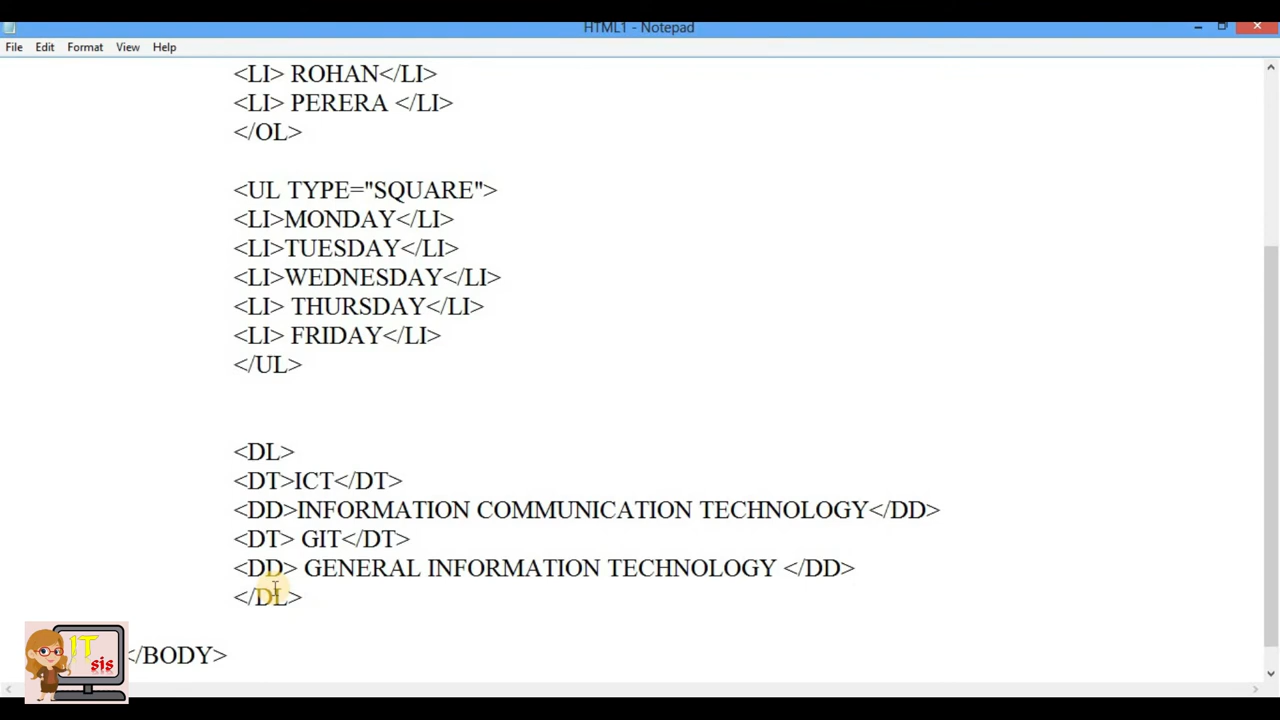 HTML1 - Notepad
File Edit Format View Help
<LI> ROHAN</LI>
<LI> PERERA </LI>
</OL>
<UL TYPE="SQUARE">
<LI>MONDAY</LI>
<LI>TUESDAY</LI>
<LI>WEDNESDAY</LI>
<LI> THURSDAY</LI>
<LI> FRIDAY</LI>
</UL>
<DL>
<DT>ICT</DT>
<DD>INFORMATION COMMUNICATION TECHNOLOGY</DD>
<DT> GIT</DT>
<DD> GENERAL INFORMATION TECHNOLOGY </DD>
</DL>
IT
sis
/BODY>